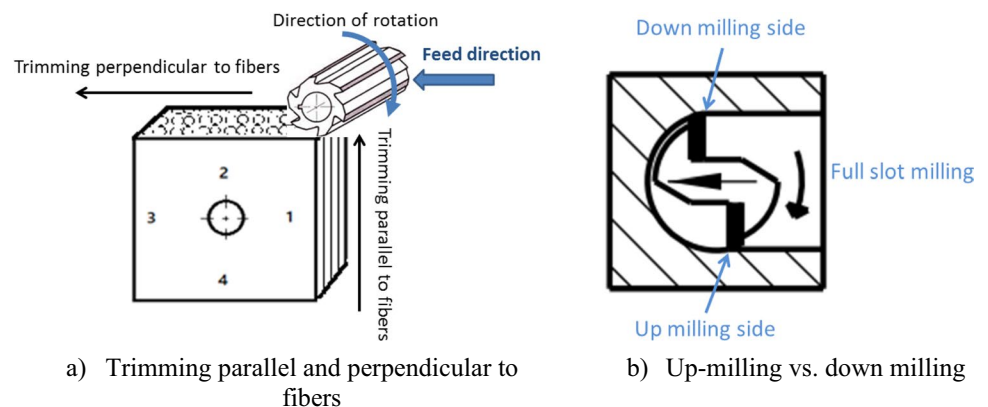 Direction of rotation
Feed direction
Trimming perpendicular to fibers
Trimming parallel to fibers
2
3
1
4
Down milling side
Full slot milling
Up milling side
a) Trimming parallel and perpendicular to
fibers
b) Up-milling vs. down milling